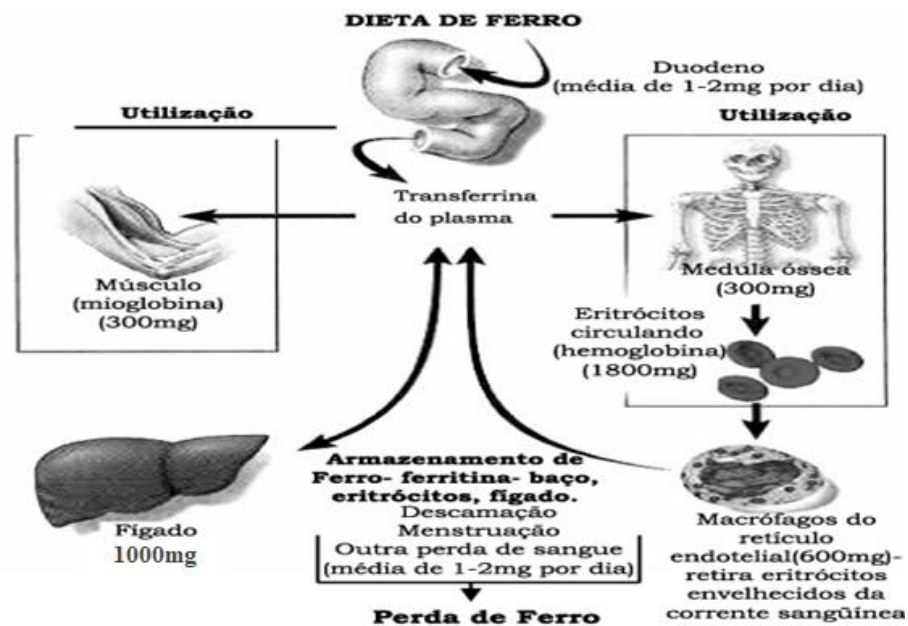 DIETA DE FERRO
Duodeno
(média de 1-2mg por dia)
Utilização
Utilização
Transferrina
do plasma
Músculo
(mioglobina)
(300mg)
Medula óssea
(300mg)
Eritrócitos
circulando
(hemoglobina)
(1800mg)
Fígado
1000mg
Armazenamento de
Ferro- ferritina- baço,
eritrócitos, fígado.
Descamação
Menstruação
Outra perda de sangue
(média de 1-2mg por dia)
Perda de Ferro
Macrófagos do
retículo
endotelial(600mg)-
retira eritrócitos
envelhecidos da
corrente sangüínea